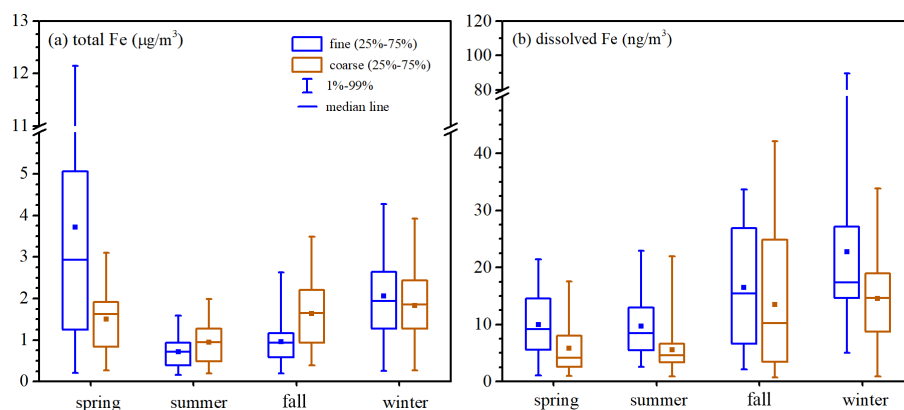 (a) total Fe (μg/m³)
fine (25%-75%)
coarse (25%-75%)
1%-99%
median line
13
12
11
5
4
3
2
1
0
spring
summer
fall
winter
(b) dissolved Fe (ng/m³)
120
100
80
40
30
20
10
0
spring
summer
fall
winter